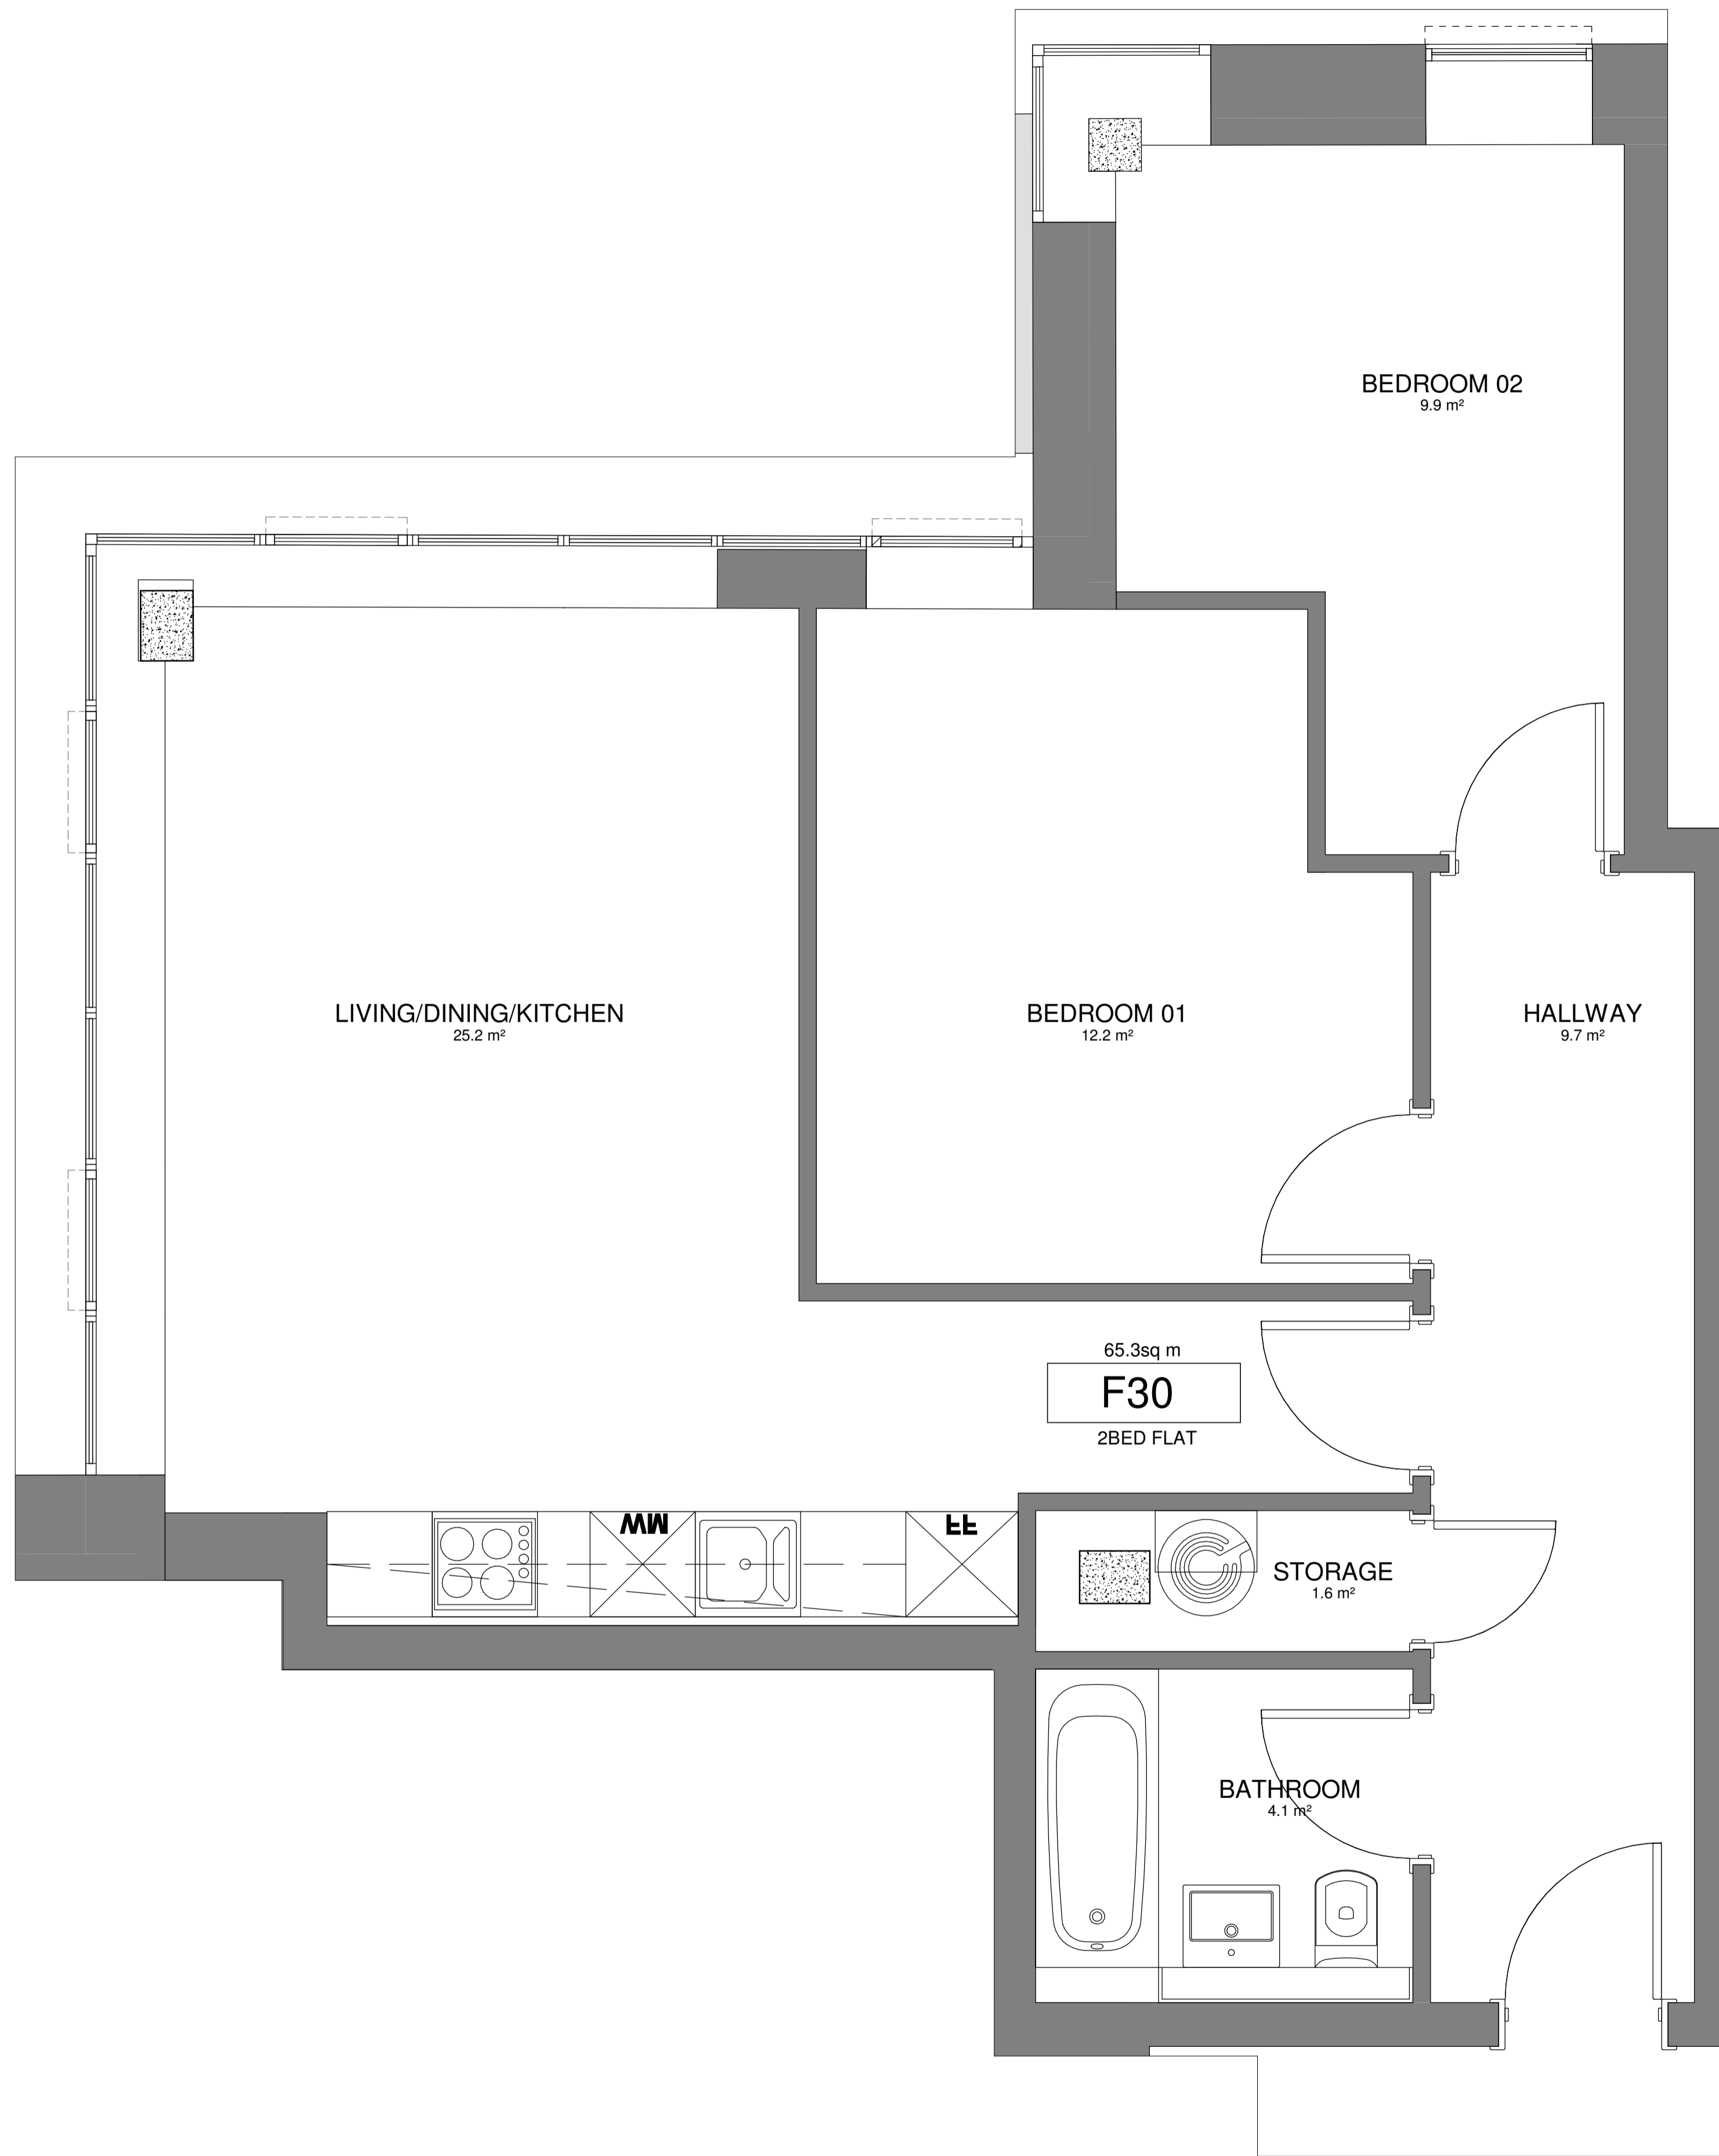 BEDROOM 02
9.9 m²
LIVING/DINING/KITCHEN
25.2 m²
BEDROOM 01
12.2 m²
HALLWAY
9.7 m²
65.3sq m
F30
2BED FLAT
WM
FF
STORAGE
1.6 m²
BATHROOM
4.1 m²